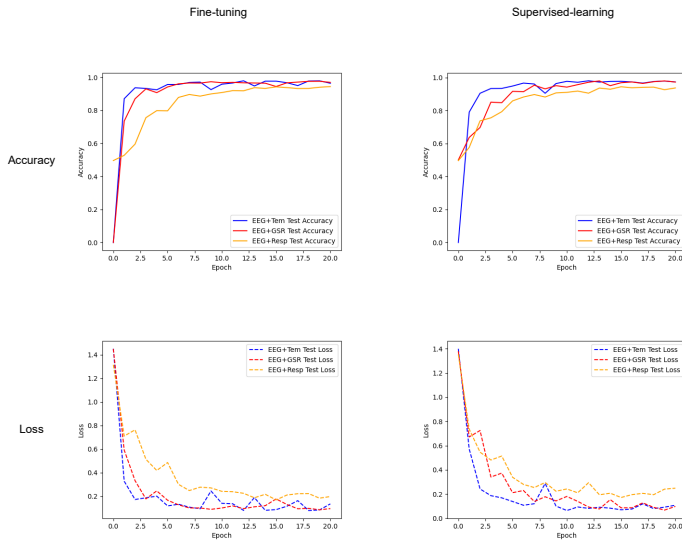 Fine-tuning
Supervised-learning
Accuracy
Accuracy
1.0
0.8
0.6
0.4
0.2
0.0
EEG+Tem Test Accuracy
EEG+GSR Test Accuracy
EEG+Resp Test Accuracy
0.0 2.5 5.0 7.5 10.0 12.5 15.0 17.5 20.0
Epoch
Accuracy
1.0
0.8
0.6
0.4
0.2
0.0
EEG+Tem Test Accuracy
EEG+GSR Test Accuracy
EEG+Resp Test Accuracy
0.0 2.5 5.0 7.5 10.0 12.5 15.0 17.5 20.0
Epoch
Loss
Loss
1.4
1.2
1.0
0.8
0.6
0.4
0.2
EEG+Tem Test Loss
EEG+GSR Test Loss
EEG+Resp Test Loss
0.0 2.5 5.0 7.5 10.0 12.5 15.0 17.5 20.0
Epoch
Loss
1.4
1.2
1.0
0.8
0.6
0.4
0.2
0.0
EEG+Tem Test Loss
EEG+GSR Test Loss
EEG+Resp Test Loss
0.0 2.5 5.0 7.5 10.0 12.5 15.0 17.5 20.0
Epoch